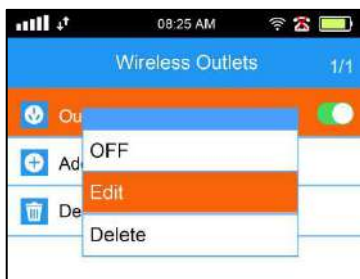 08:25 AM
Wireless Outlets 1/1
Ou
OFF
Ad
Edit
De
Delete